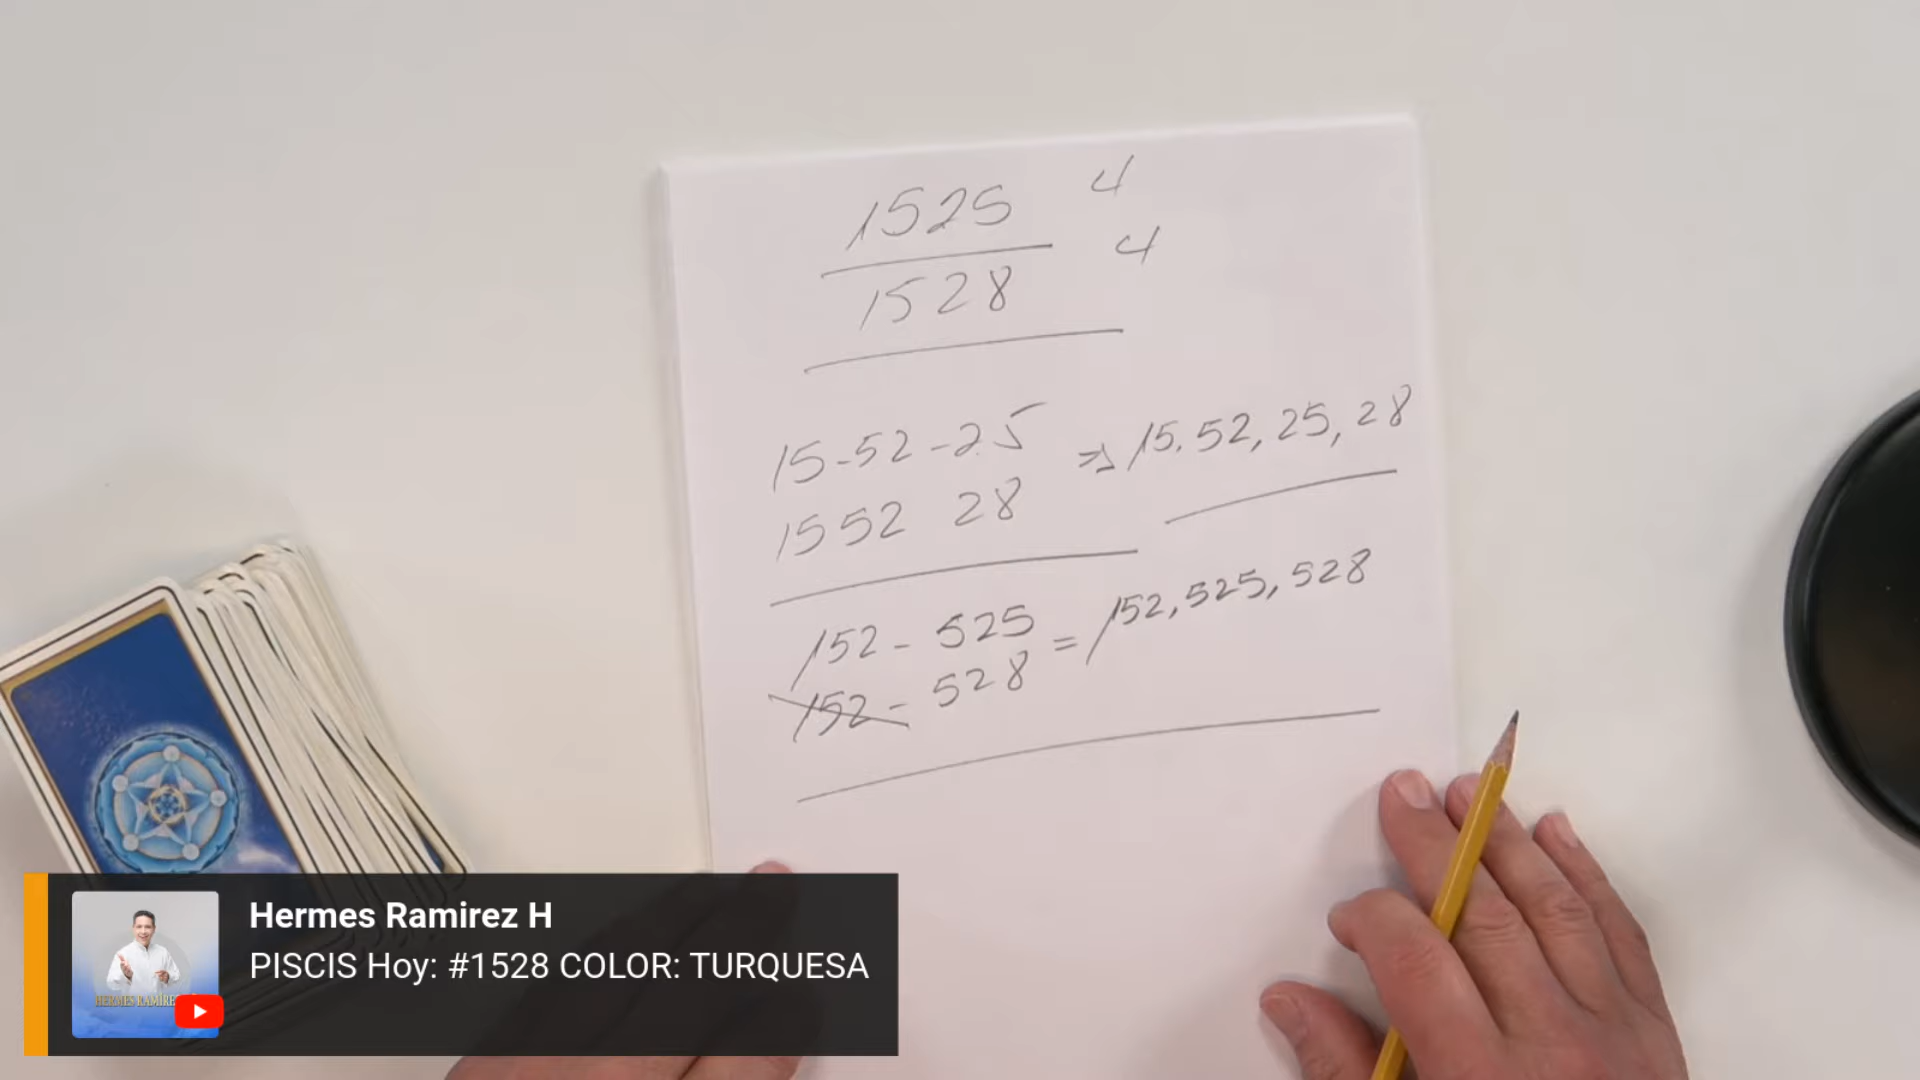 1525 4
1528 4
15-52-25 => 15.52,25,28
1552 28
152 - 525 = 152,525,528
152 - 528
HERMES RAMÍRE
Hermes Ramirez H
PISCIS Hoy: #1528 COLOR: TURQUESA